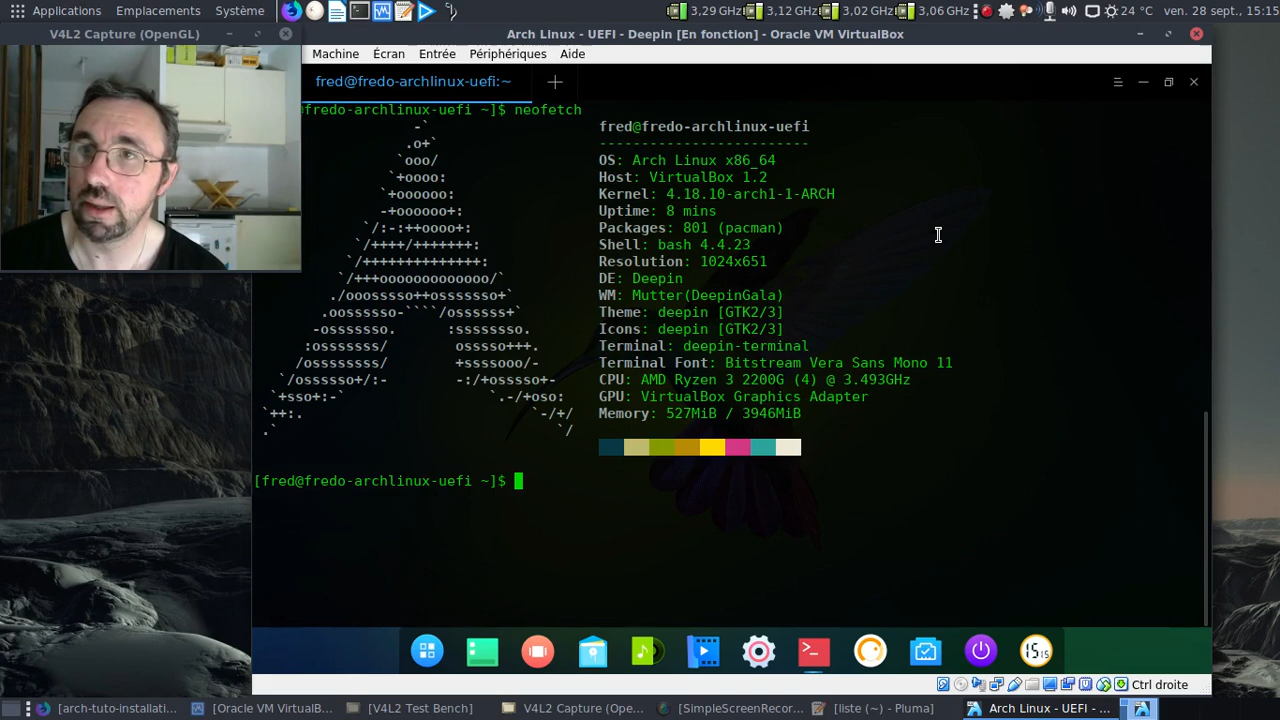 Applications Emplacements Système 3,29 GHz 3,12 GHz 3,02 GHz 3,06 GHz 24 °C ven. 28 sept., 15:15
V4L2 Capture (OpenGL)
Arch Linux - UEFI - Deepin [En fonction] - Oracle VM VirtualBox
Machine Écran Entrée Périphériques Aide
fred@fredo-archlinux-uefi:~
@fredo-archlinux-uefi ~]$ neofetch
fred@fredo-archlinux-uefi
-------------------------
OS: Arch Linux x86_64
Host: VirtualBox 1.2
Kernel: 4.18.10-arch1-1-ARCH
Uptime: 8 mins
Packages: 801 (pacman)
Shell: bash 4.4.23
Resolution: 1024x651
DE: Deepin
WM: Mutter(DeepinGala)
Theme: deepin [GTK2/3]
Icons: deepin [GTK2/3]
Terminal: deepin-terminal
Terminal Font: Bitstream Vera Sans Mono 11
CPU: AMD Ryzen 3 2200G (4) @ 3.493GHz
GPU: VirtualBox Graphics Adapter
Memory: 527MiB / 3946MiB
[fred@fredo-archlinux-uefi ~]$
15 15
Ctrl droite
[arch-tuto-installati... [Oracle VM VirtualB... [V4L2 Test Bench] V4L2 Capture (Ope... [SimpleScreenRecor... [liste (~) - Pluma] Arch Linux - UEFI - ...